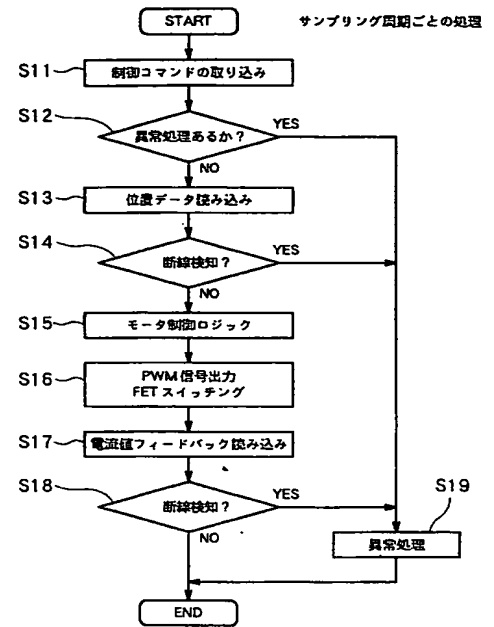 START
サンプリング周期ごとの処理
S11
制御コマンドの取り込み
S12
異常処理あるか?
YES
NO
S13
位置データ読み込み
S14
断線検知?
YES
NO
S15
モータ制御ロジック
S16
PWM信号出力
FETスイッチング
S17
電流値フィードバック読み込み
S18
断線検知?
YES
NO
S19
異常処理
END